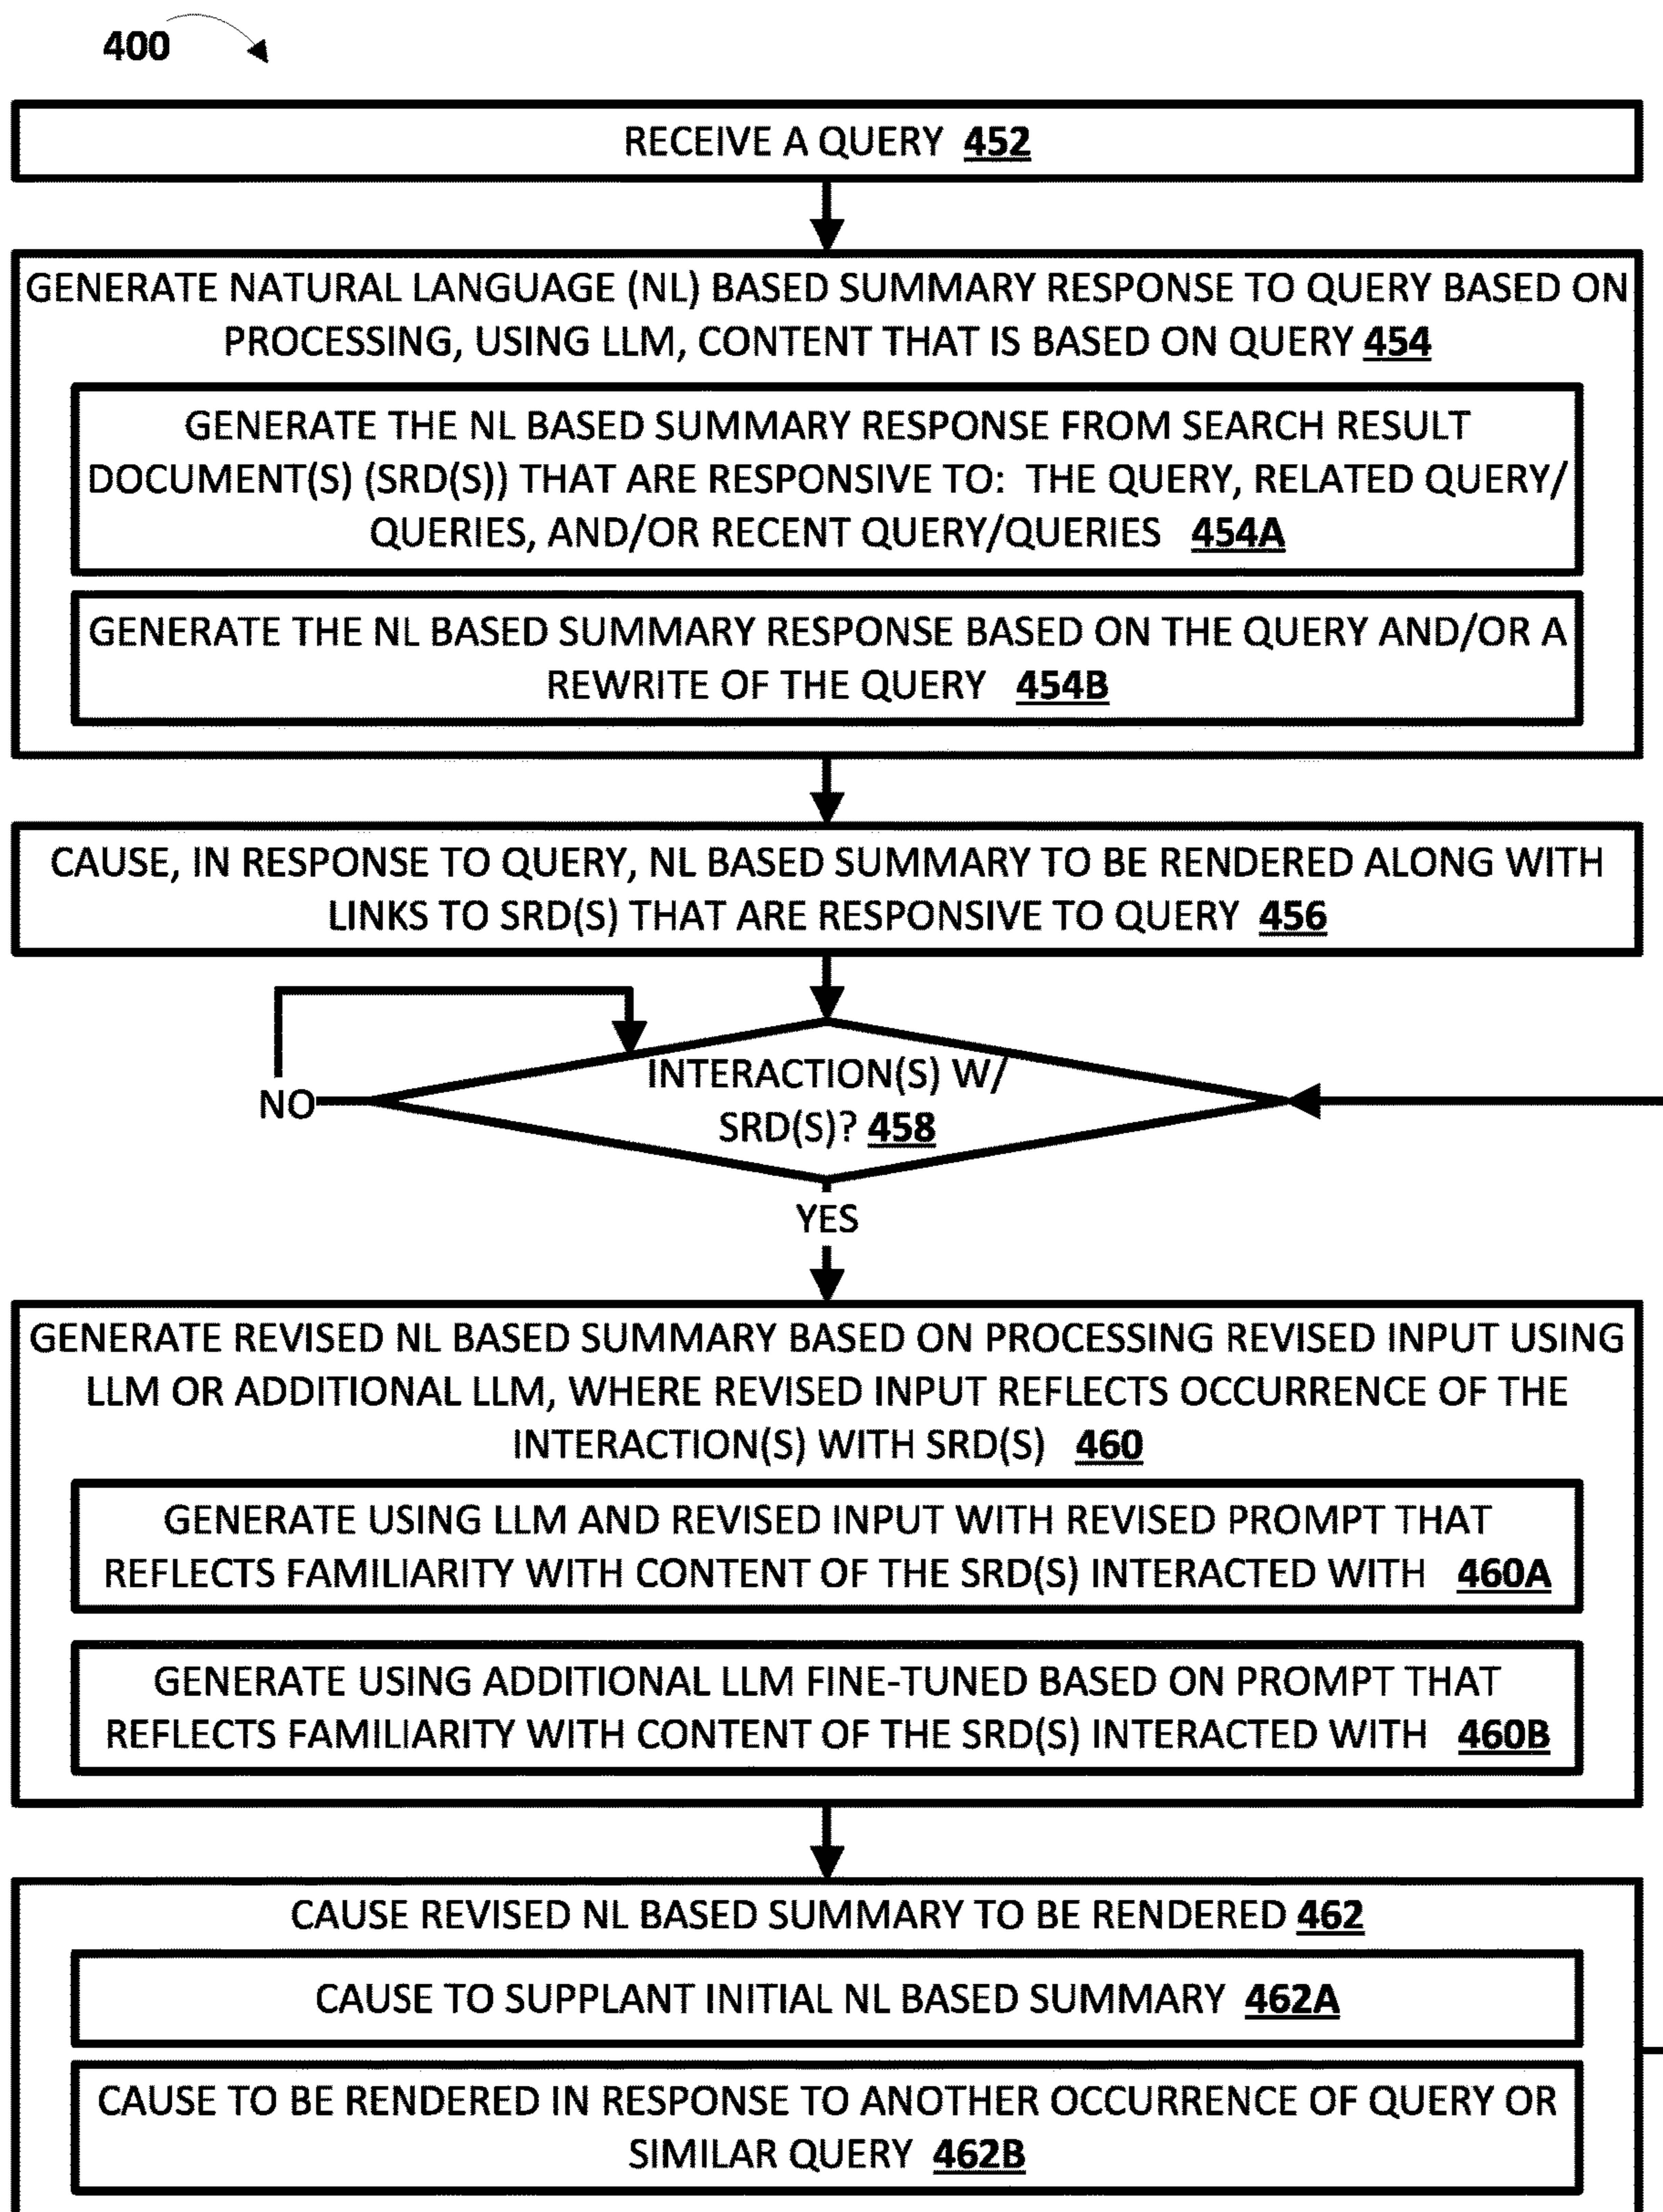 400
RECEIVE A QUERY 452
GENERATE NATURAL LANGUAGE (NL) BASED SUMMARY RESPONSE TO QUERY BASED ON
PROCESSING, USING LLM, CONTENT THAT IS BASED ON QUERY 454
GENERATE THE NL BASED SUMMARY RESPONSE FROM SEARCH RESULT
DOCUMENT(S) (SRD(S)) THAT ARE RESPONSIVE TO: THE QUERY, RELATED QUERY/
QUERIES, AND/OR RECENT QUERY/QUERIES 454A
GENERATE THE NL BASED SUMMARY RESPONSE BASED ON THE QUERY AND/OR A
REWRITE OF THE QUERY 454B
CAUSE, IN RESPONSE TO QUERY, NL BASED SUMMARY TO BE RENDERED ALONG WITH
LINKS TO SRD(S) THAT ARE RESPONSIVE TO QUERY 456
INTERACTION(S) W/
NO
SRD(S)? 458
YES
GENERATE REVISED NL BASED SUMMARY BASED ON PROCESSING REVISED INPUT USING
LLM OR ADDITIONAL LLM, WHERE REVISED INPUT REFLECTS OCCURRENCE OF THE
INTERACTION(S) WITH SRD(S) 460
GENERATE USING LLM AND REVISED INPUT WITH REVISED PROMPT THAT
REFLECTS FAMILIARITY WITH CONTENT OF THE SRD(S) INTERACTED WITH 460A
GENERATE USING ADDITIONAL LLM FINE-TUNED BASED ON PROMPT THAT
REFLECTS FAMILIARITY WITH CONTENT OF THE SRD(S) INTERACTED WITH 460B
CAUSE REVISED NL BASED SUMMARY TO BE RENDERED 462
CAUSE TO SUPPLANT INITIAL NL BASED SUMMARY 462A
CAUSE TO BE RENDERED IN RESPONSE TO ANOTHER OCCURRENCE OF QUERY OR
SIMILAR QUERY 462B